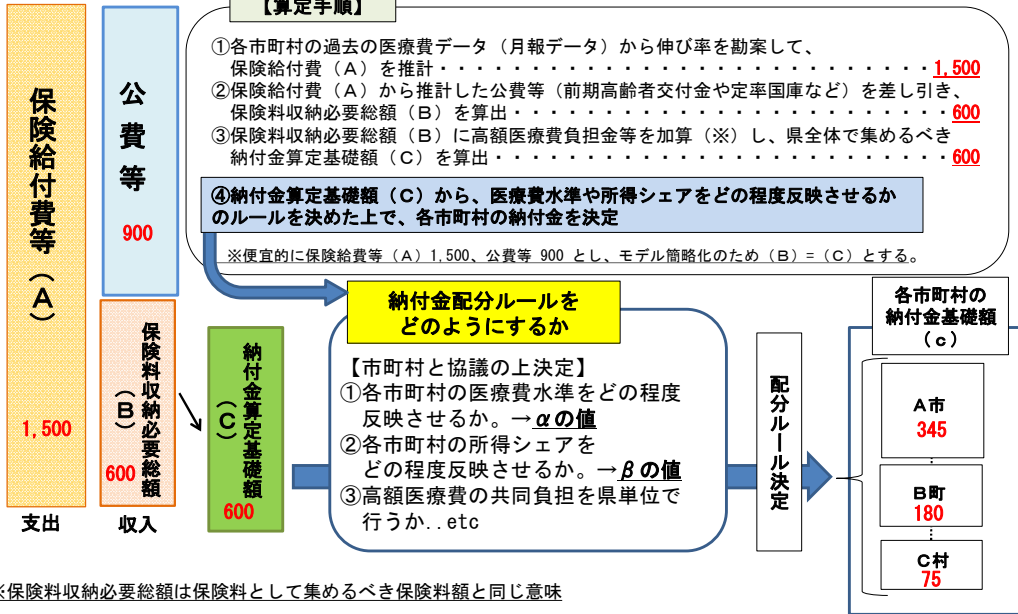 【算定手順】
①各市町村の過去の医療費データ（月報データ）から伸び率を勘案して、
保険給付費（A）を推計・・・・・・・・・・・・・・・・・・・・・・・・・・・・1,500
②保険給付費（A）から推計した公費等（前期高齢者交付金や定率国庫など）を差し引き、
保険料収納必要総額（B）を算出・・・・・・・・・・・・・・・・・・・・・・・・600
③保険料収納必要総額（B）に高額医療費負担金等を加算（※）し、県全体で集めるべき
納付金算定基礎額（C）を算出・・・・・・・・・・・・・・・・・・・・・・・・・600
④納付金算定基礎額（C）から、医療費水準や所得シェアをどの程度反映させるか
のルールを決めた上で、各市町村の納付金を決定
※便宜的に保険給費等（A）1,500、公費等 900 とし、モデル簡略化のため（B）=（C）とする。
保険給付費等（A）
1,500
支出
公費等
900
保険料収納必要総額
（B）
600
収入
納付金算定基礎額
（C）
600
納付金配分ルールを
どのようにするか
【市町村と協議の上決定】
①各市町村の医療費水準をどの程度
反映させるか。→αの値
②各市町村の所得シェアを
どの程度反映させるか。→βの値
③高額医療費の共同負担を県単位で
行うか..etc
配分ルール決定
各市町村の
納付金基礎額
（c）
A市
345
B町
180
C村
75
※保険料収納必要総額は保険料として集めるべき保険料額と同じ意味